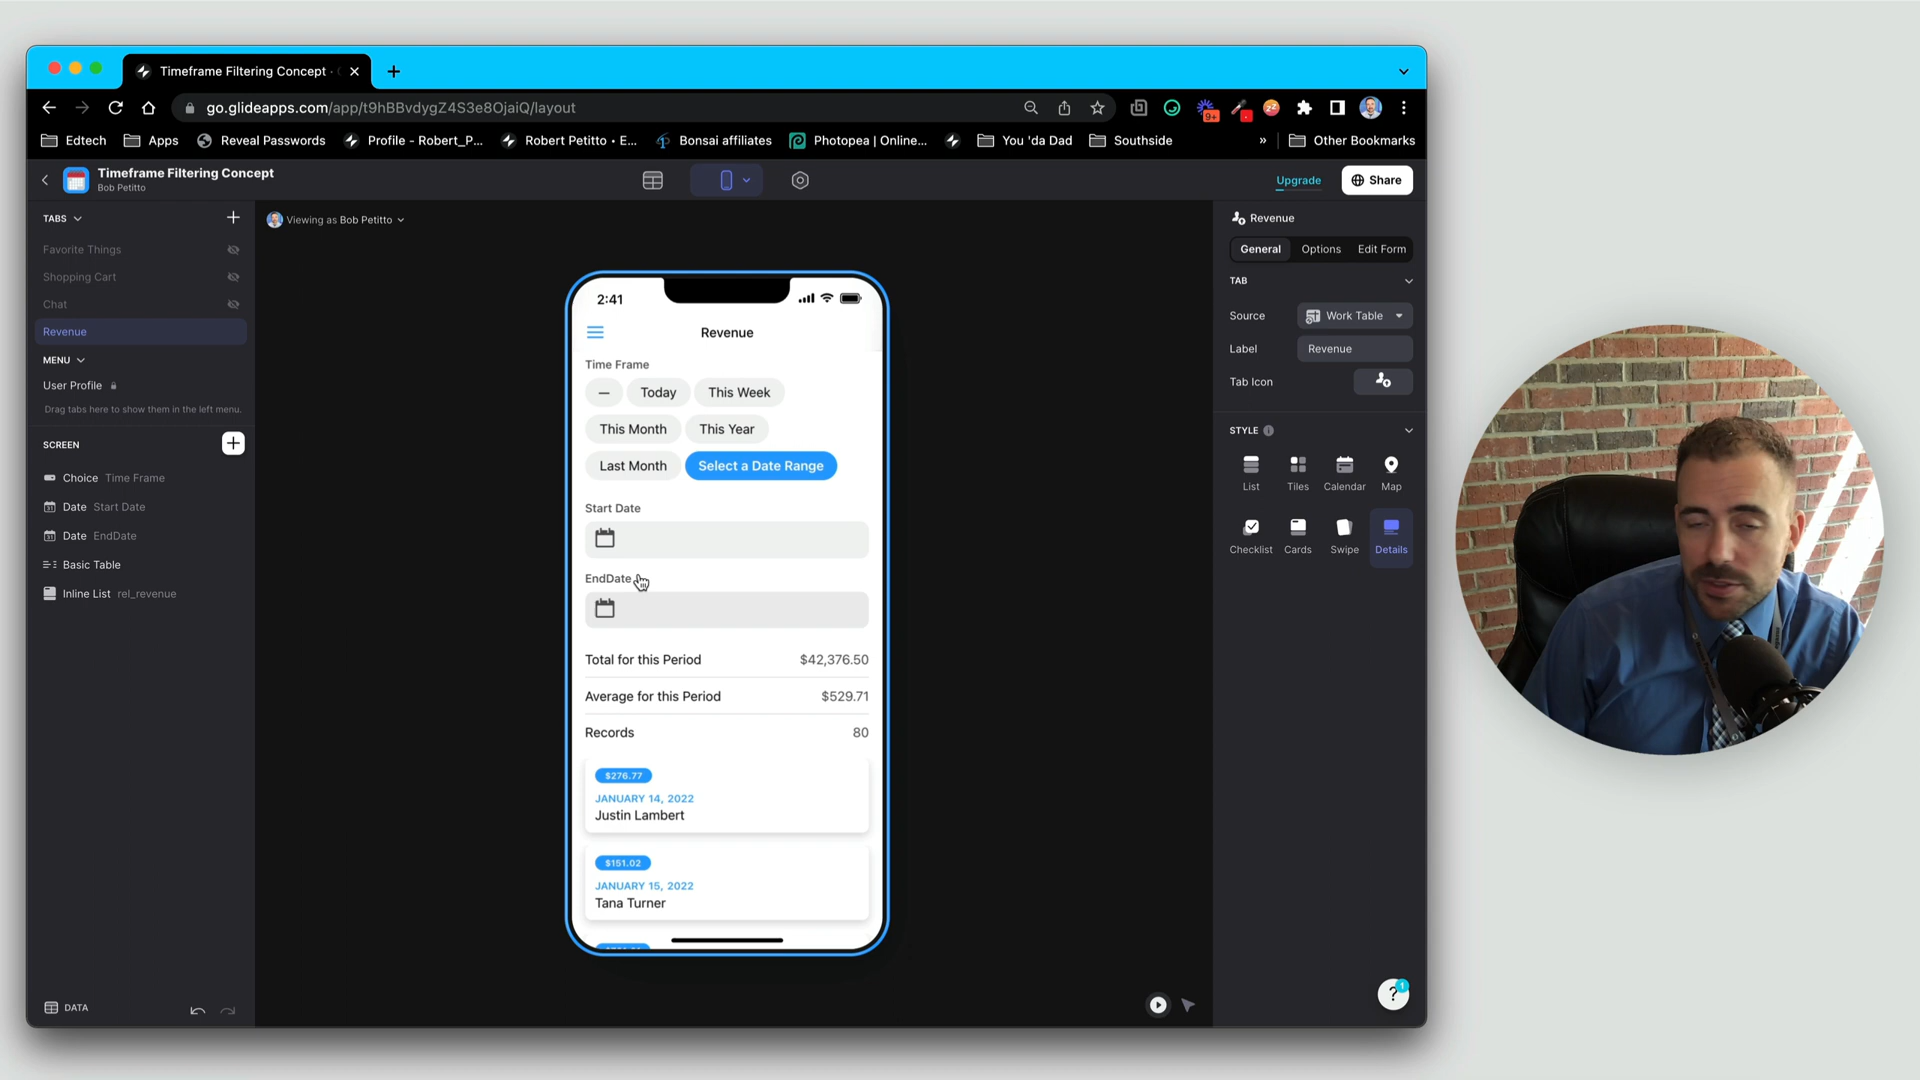 Timeframe Filtering Concept ·
go.glideapps.com/app/t9hBBvdygZ4S3e8OjaiQ/layout
9+
Edtech
Apps
Reveal Passwords
Profile - Robert_P...
Robert Petitto • E...
Bonsai affiliates
Photopea | Online...
You 'da Dad
Southside
»
Other Bookmarks
Timeframe Filtering Concept
Bob Petitto
Upgrade
Share
TABS
Favorite Things
Shopping Cart
Chat
Revenue
MENU
User Profile
Drag tabs here to show them in the left menu.
SCREEN
Choice Time Frame
Date Start Date
Date EndDate
Basic Table
Inline List rel_revenue
DATA
Viewing as Bob Petitto
2:41
Revenue
Time Frame
— Today This Week
This Month This Year
Last Month Select a Date Range
Start Date
EndDate
Total for this Period $42,376.50
Average for this Period $529.71
Records 80
$276.77
JANUARY 14, 2022
Justin Lambert
$151.02
JANUARY 15, 2022
Tana Turner
Revenue
General Options Edit Form
TAB
Source Work Table
Label Revenue
Tab Icon
STYLE
List Tiles Calendar Map
Checklist Cards Swipe Details
? 1